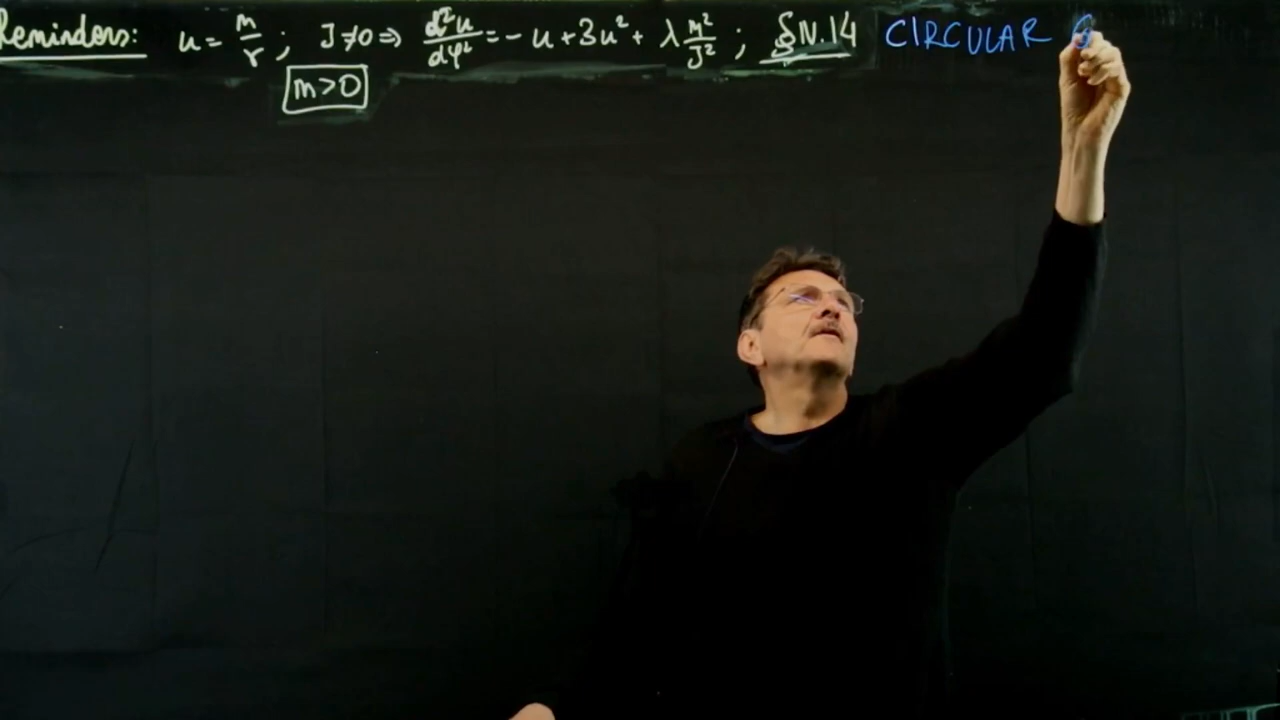 Reminders: u = m/r ; J ≠ 0 ⇒ d²u/dφ² = - u + 3u² + λ m²/J² ; §N.14 CIRCULAR
m > 0